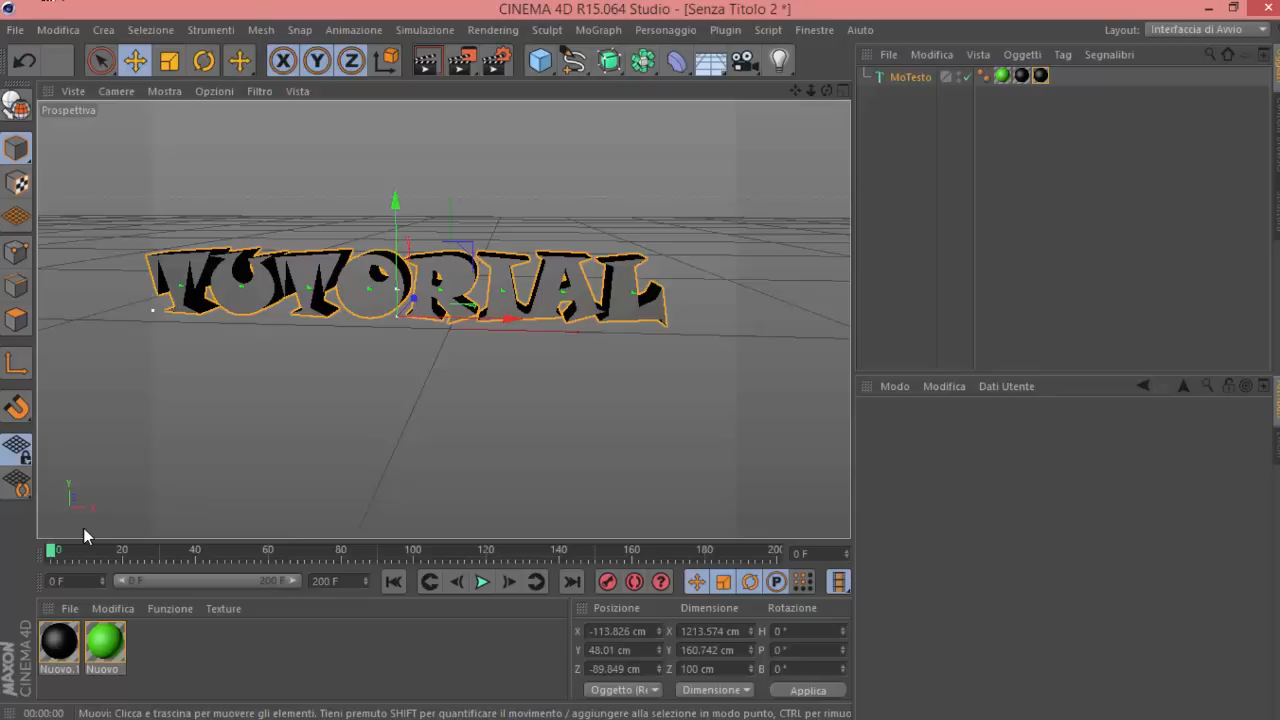 CINEMA 4D R15.064 Studio - [Senza Titolo 2 *]
File Modifica Crea Selezione Strumenti Mesh Snap Animazione Simulazione Rendering Sculpt MoGraph Personaggio Plugin Script Finestre Aiuto Layout: Interfaccia di Avvio
X Y Z
File Modifica Vista Oggetti Tag Segnalibri
MoTesto
Viste Camere Mostra Opzioni Filtro Vista
Prospettiva
TUTORIAL
Y
Z
X
Modo Modifica Dati Utente
0 20 40 60 80 100 120 140 160 180 200 0 F
0 F 0 F 200 F 200 F P
File Modifica Funzione Texture
Nuovo.1 Nuovo
Posizione Dimensione Rotazione
X -113.826 cm X 1213.574 cm H 0 °
Y 48.01 cm Y 160.742 cm P 0 °
Z -89.849 cm Z 100 cm B 0 °
Oggetto (Re Dimensione Applica
MAXON CINEMA 4D
00:00:00 Muovi: Clicca e trascina per muovere gli elementi. Tieni premuto SHIFT per quantificare il movimento / aggiungere alla selezione in modo punto, CTRL per rimuo